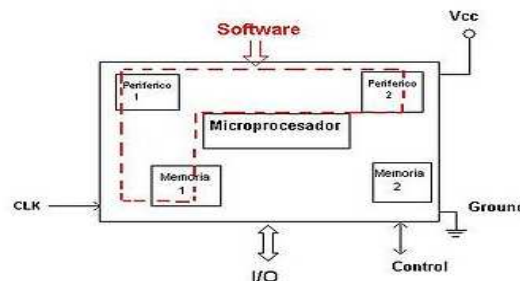 Software
Vcc
Periferico
1
Periferico
2
Microprocesador
Memoria
1
Memoria
2
CLK
Ground
Control
I/O